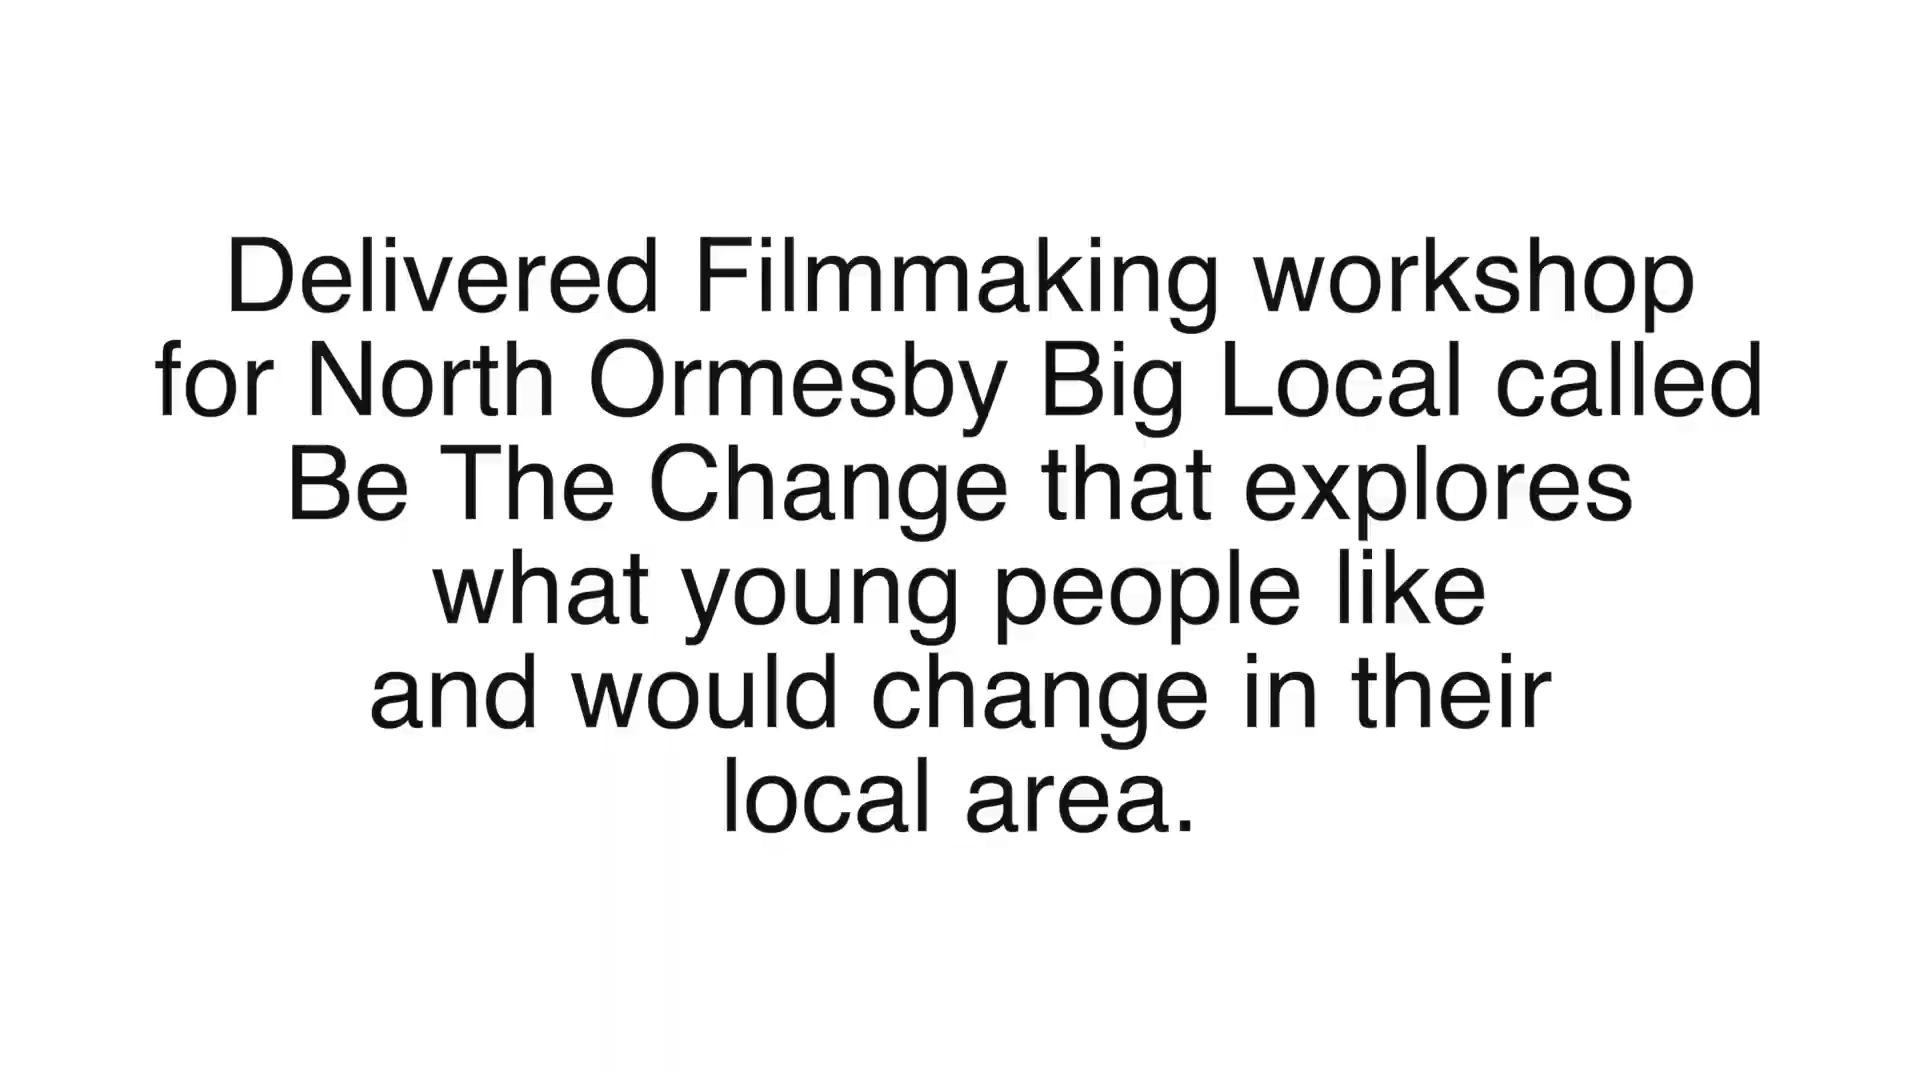 Delivered Filmmaking workshop
for North Ormesby Big Local called
Be The Change that explores
what young people like
and would change in their
local area.